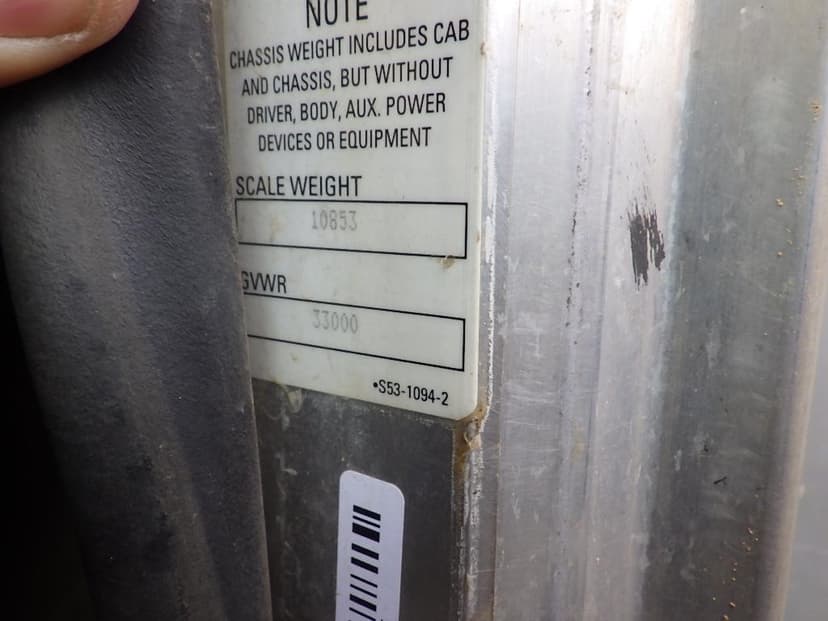 NOTE
CHASSIS WEIGHT INCLUDES CAB
AND CHASSIS, BUT WITHOUT
DRIVER, BODY, AUX. POWER
DEVICES OR EQUIPMENT
SCALE WEIGHT
10853
GVWR
33000
•S53-1094-2